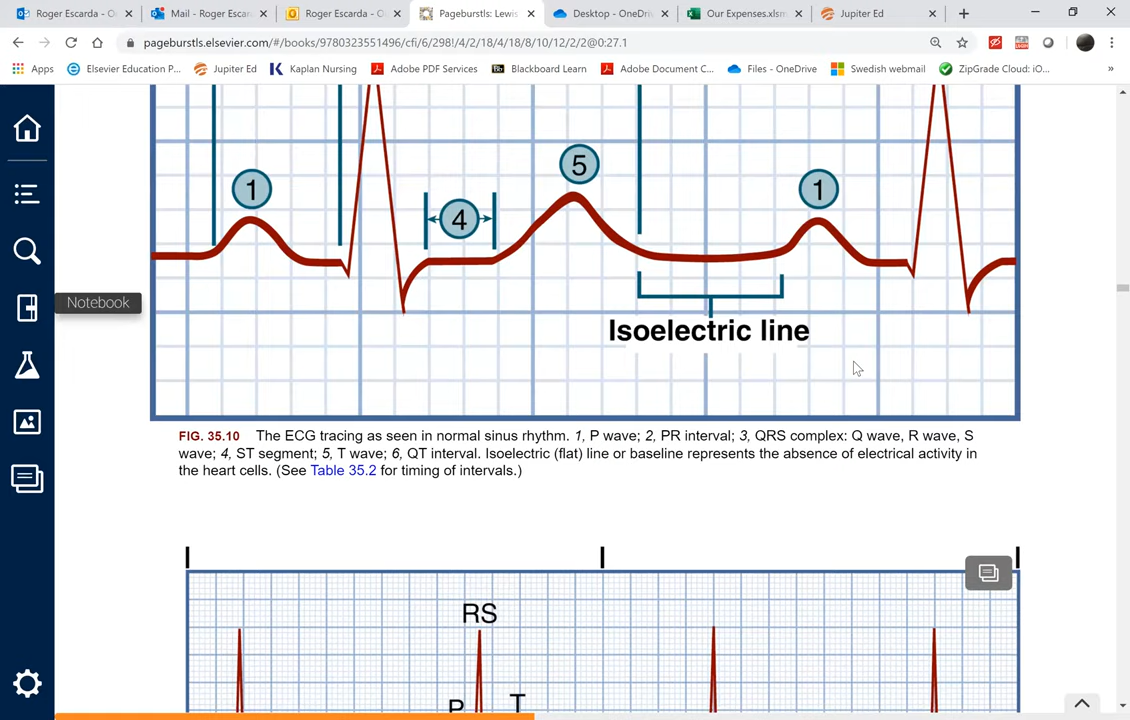 Roger Escarda - O
Mail - Roger Escar
Roger Escarda - O
Pageburstls: Lewis
Desktop - OneDriv
Our Expenses.xlsm
Jupiter Ed
pageburstls.elsevier.com/#/books/9780323551496/cfi/6/298!/4/2/18/4/18/8/10/12/2/2@0:27.1
Apps
Elsevier Education P...
Jupiter Ed
Kaplan Nursing
Adobe PDF Services
Blackboard Learn
Adobe Document C...
Files - OneDrive
Swedish webmail
ZipGrade Cloud: iO...
»
5
1
1
4
Notebook
Isoelectric line
FIG. 35.10 The ECG tracing as seen in normal sinus rhythm. 1, P wave; 2, PR interval; 3, QRS complex: Q wave, R wave, S
wave; 4, ST segment; 5, T wave; 6, QT interval. Isoelectric (flat) line or baseline represents the absence of electrical activity in
the heart cells. (See Table 35.2 for timing of intervals.)
RS
P
T